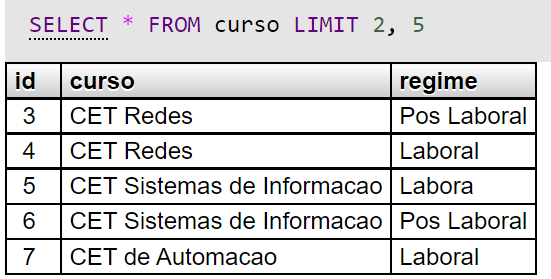 SELECT * FROM curso LIMIT 2, 5
id curso regime
3 CET Redes Pos Laboral
4 CET Redes Laboral
5 CET Sistemas de Informacao Labora
6 CET Sistemas de Informacao Pos Laboral
7 CET de Automacao Laboral